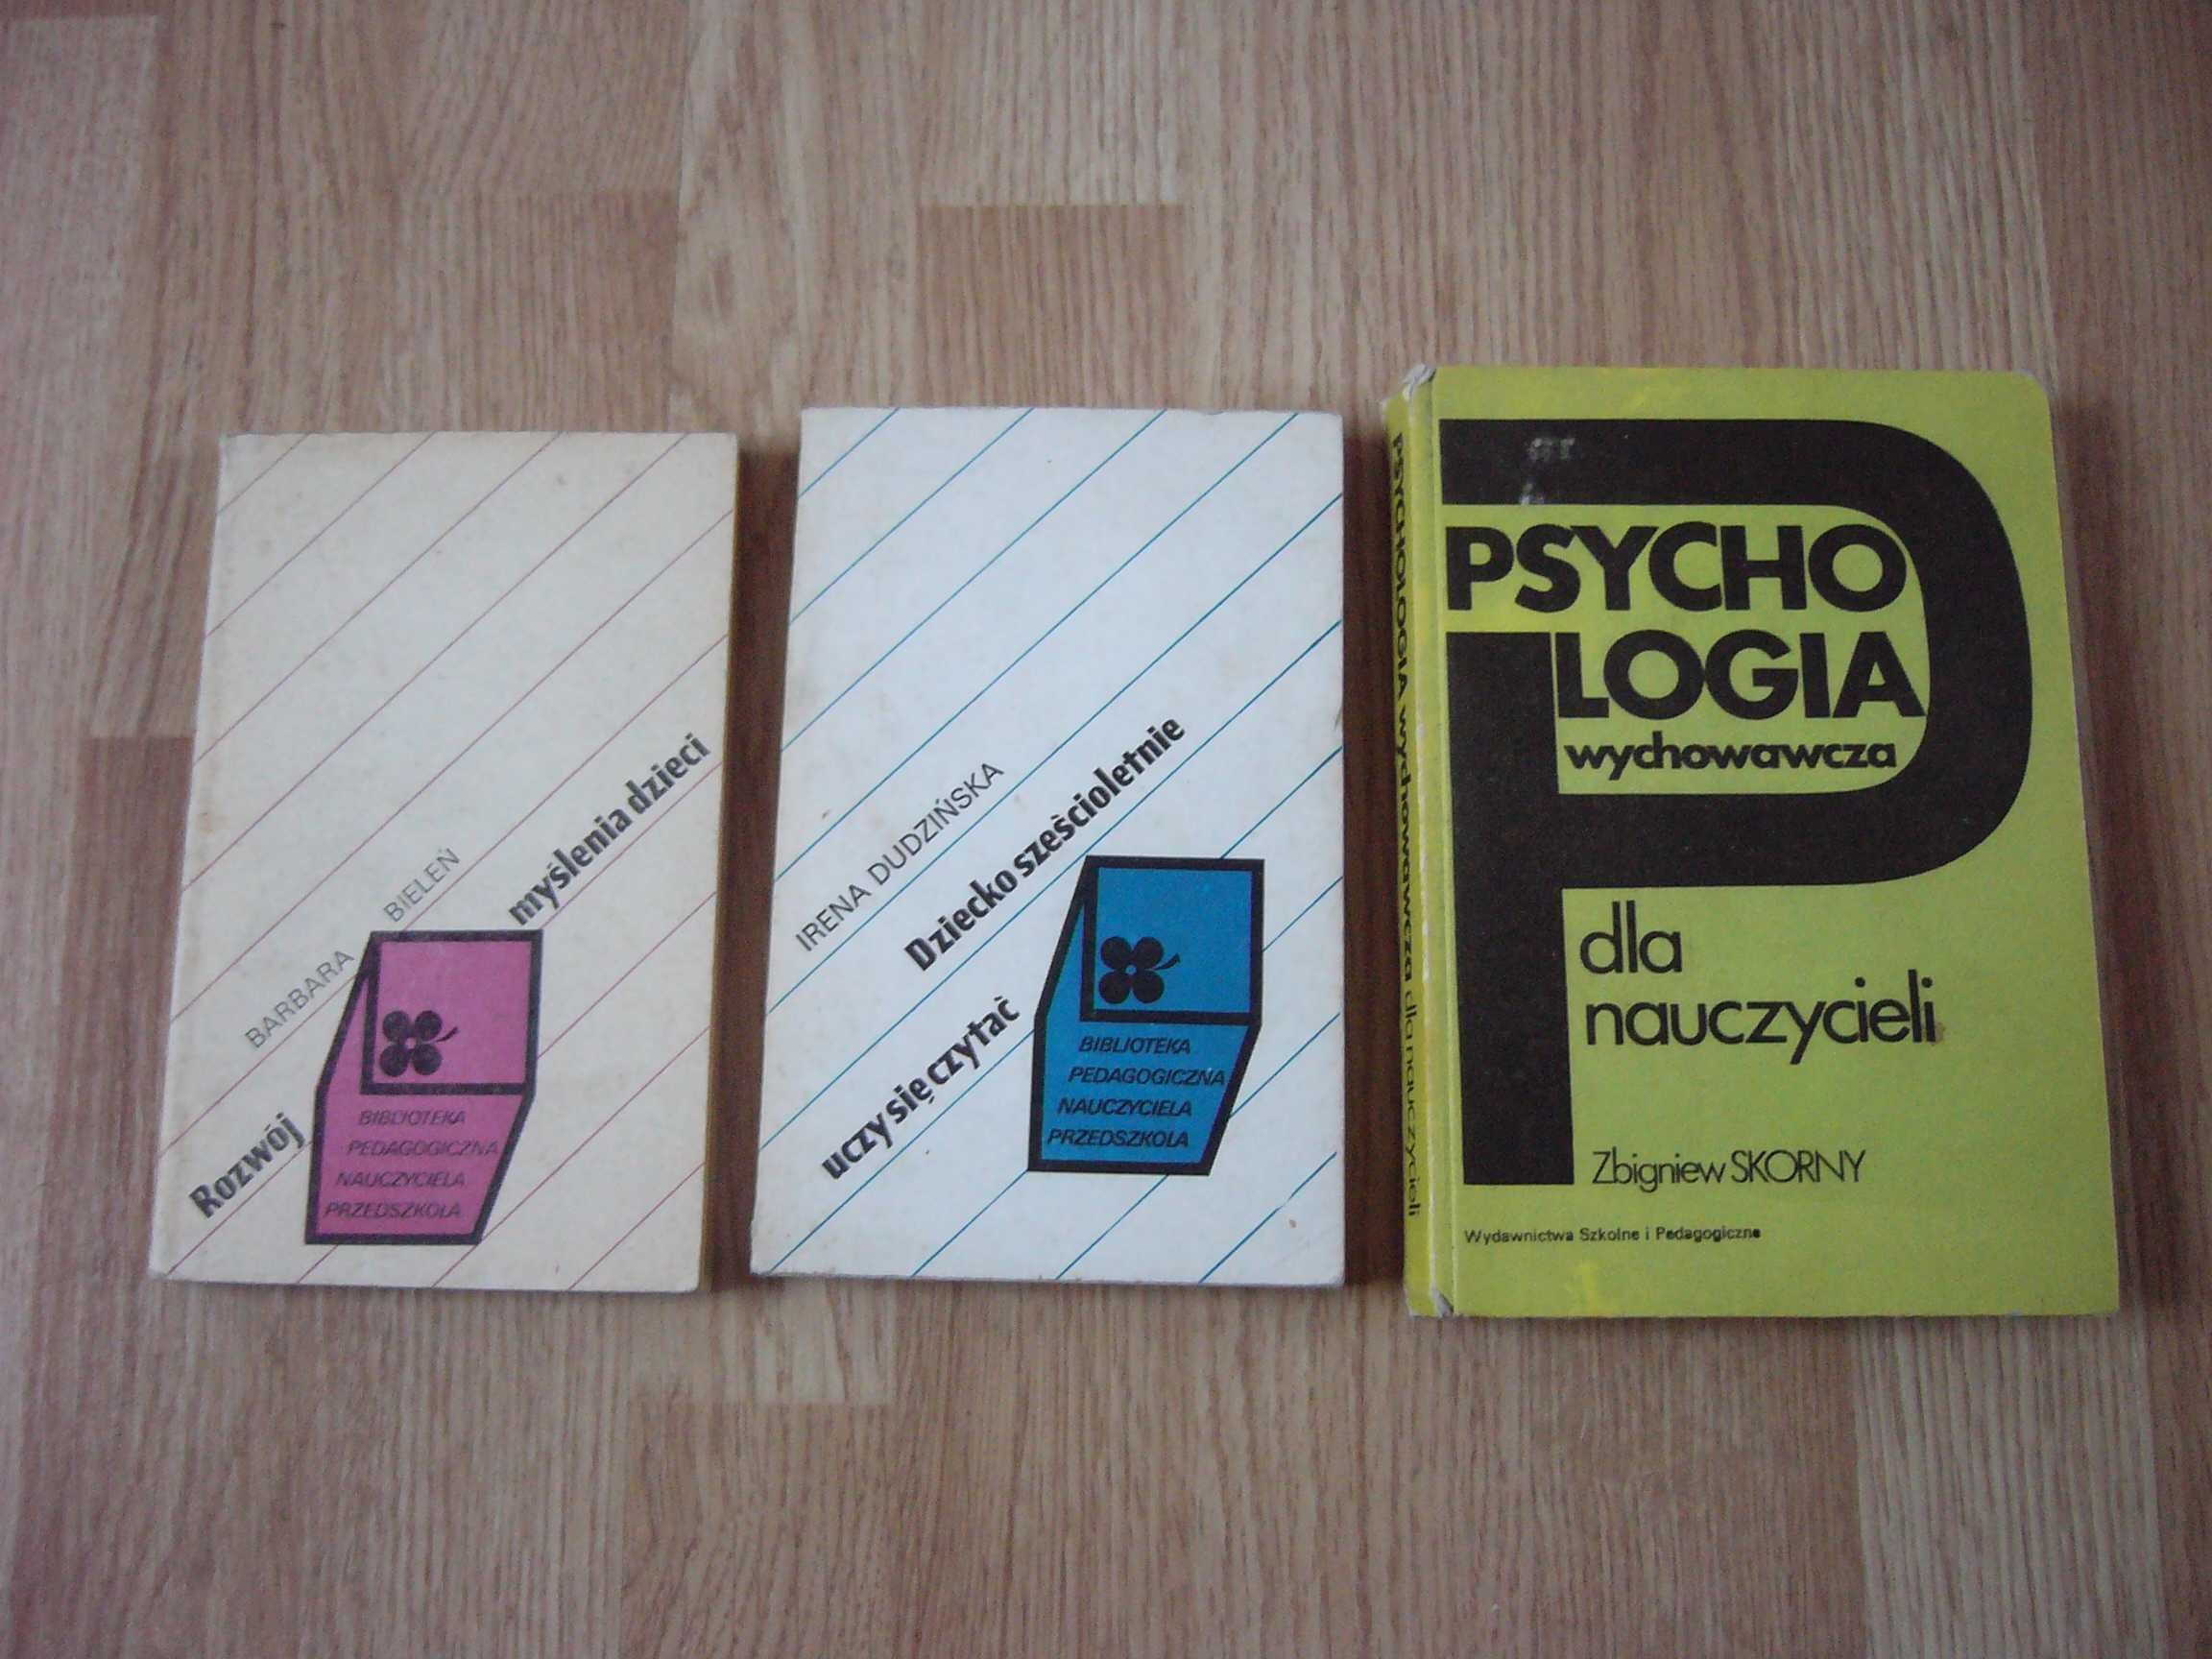 BARBARA BIELEŃ
Rozwój myślenia dzieci
BIBLIOTEKA
PEDAGOGICZNA
NAUCZYCIELA
PRZEDSZKOLA
IRENA DUDZIŃSKA
Dziecko sześcioletnie
uczy się czytać
BIBLIOTEKA
PEDAGOGICZNA
NAUCZYCIELA
PRZEDSZKOLA
PSYCHOLOGIA wychowawcza dla nauczycieli
PSYCHO
LOGIA
wychowawcza
dla
nauczycieli
Zbigniew SKORNY
Wydawnictwa Szkolne i Pedagogiczne